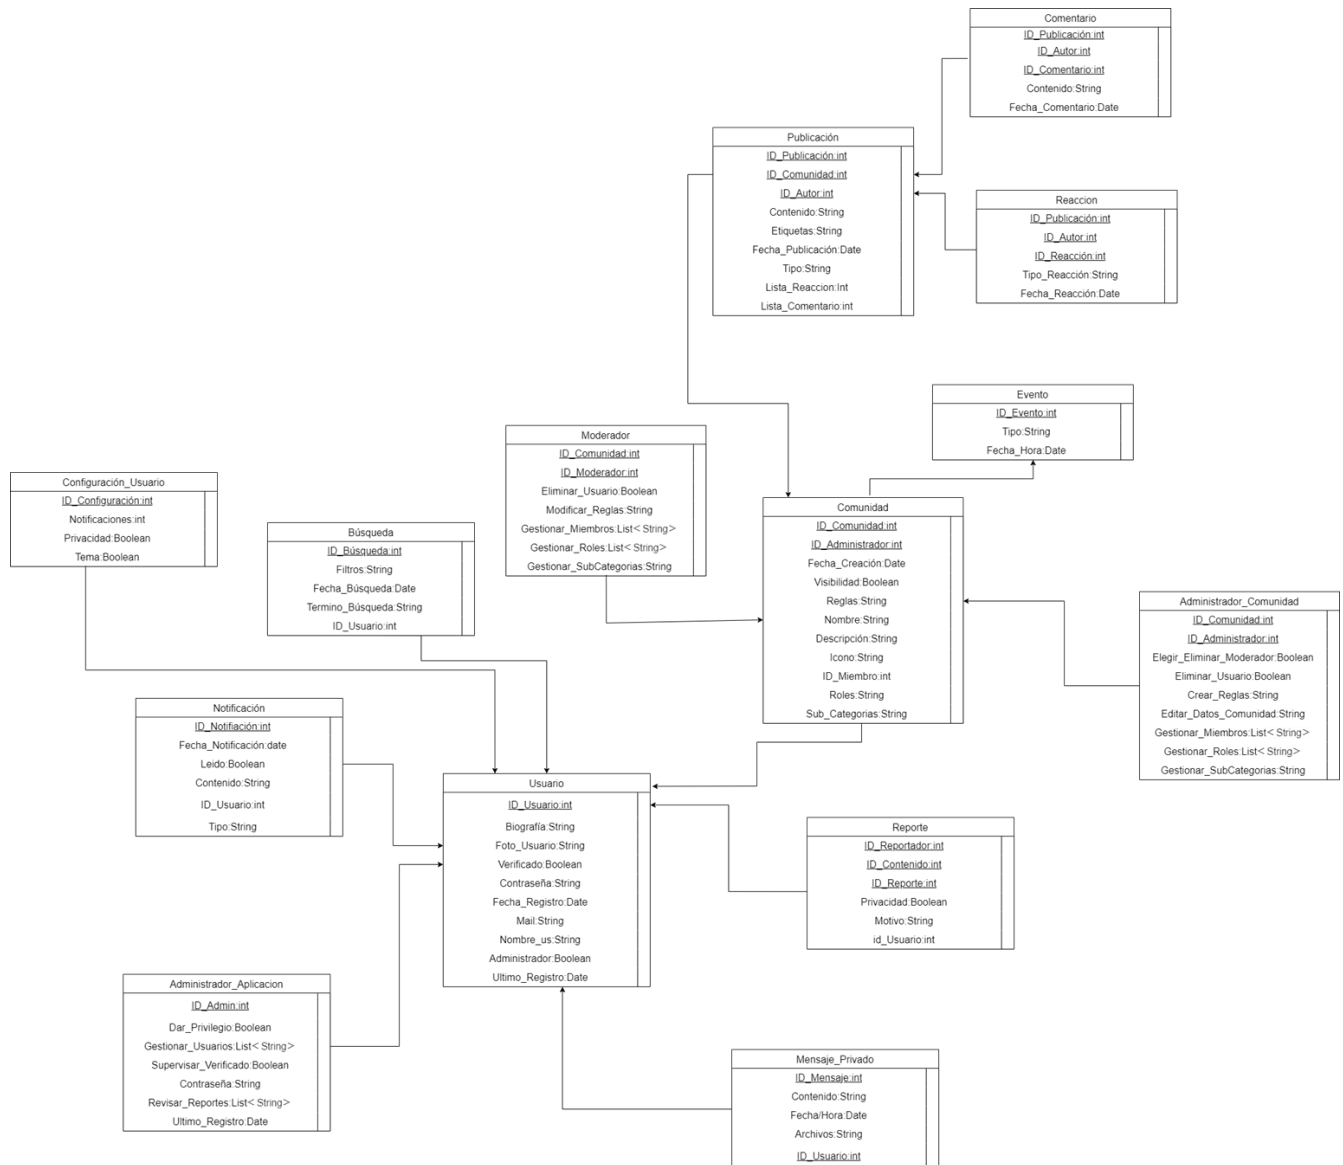 Comentario
ID_Publicación:int
ID_Autor:int
ID_Comentario:int
Contenido:String
Fecha_Comentario:Date
Publicación
ID_Publicación:int
ID_Comunidad:int
ID_Autor:int
Contenido:String
Etiquetas:String
Fecha_Publicación:Date
Tipo:String
Lista_Reaccion:Int
Lista_Comentario:int
Reaccion
ID_Publicación:int
ID_Autor:int
ID_Reacción:int
Tipo_Reacción:String
Fecha_Reacción:Date
Evento
ID_Evento:int
Tipo:String
Fecha_Hora:Date
Moderador
ID_Comunidad:int
ID_Moderador:int
Eliminar_Usuario:Boolean
Modificar_Reglas:String
Gestionar_Miembros:List< String>
Gestionar_Roles:List< String>
Gestionar_SubCategorias:String
Configuración_Usuario
ID_Configuración:int
Notificaciones:int
Privacidad:Boolean
Tema:Boolean
Búsqueda
ID_Búsqueda:int
Filtros:String
Fecha_Búsqueda:Date
Termino_Búsqueda:String
ID_Usuario:int
Comunidad
ID_Comunidad:int
ID_Administrador:int
Fecha_Creación:Date
Visibilidad:Boolean
Reglas:String
Nombre:String
Descripción:String
Icono:String
ID_Miembro:int
Roles:String
Sub_Categorias:String
Administrador_Comunidad
ID_Comunidad:int
ID_Administrador:int
Elegir_Eliminar_Moderador:Boolean
Eliminar_Usuario:Boolean
Crear_Reglas:String
Editar_Datos_Comunidad:String
Gestionar_Miembros:List< String>
Gestionar_Roles:List< String>
Gestionar_SubCategorias:String
Notificación
ID_Notifiación:int
Fecha_Notificación:date
Leido:Boolean
Contenido:String
ID_Usuario:int
Tipo:String
Usuario
ID_Usuario:int
Biografía:String
Foto_Usuario:String
Verificado:Boolean
Contraseña:String
Fecha_Registro:Date
Mail:String
Nombre_us:String
Administrador:Boolean
Ultimo_Registro:Date
Reporte
ID_Reportador:int
ID_Contenido:int
ID_Reporte:int
Privacidad:Boolean
Motivo:String
id_Usuario:int
Administrador_Aplicacion
ID_Admin:int
Dar_Privilegio:Boolean
Gestionar_Usuarios:List< String>
Supervisar_Verificado:Boolean
Contraseña:String
Revisar_Reportes:List< String>
Ultimo_Registro:Date
Mensaje_Privado
ID_Mensaje:int
Contenido:String
Fecha/Hora:Date
Archivos:String
ID_Usuario:int